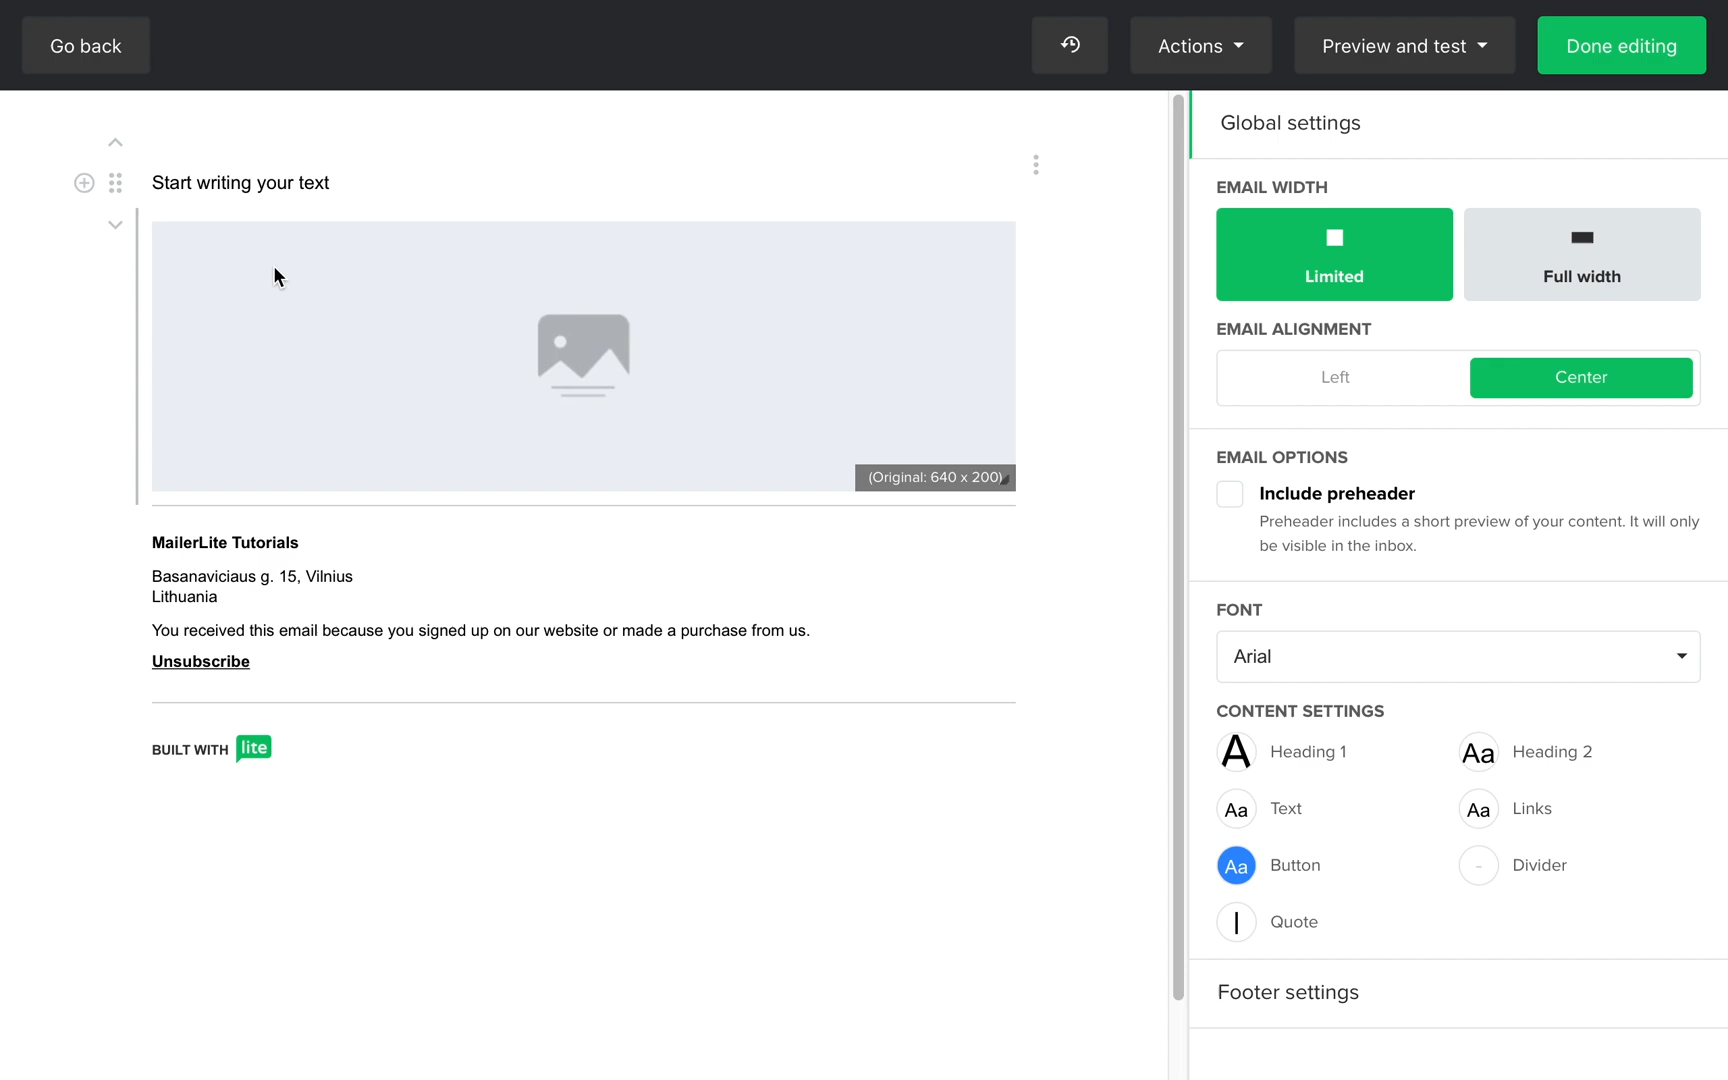 Go back
Actions
Preview and test
Done editing
Start writing your text
(Original: 640 x 200)
MailerLite Tutorials
Basanaviciaus g. 15, Vilnius
Lithuania
You received this email because you signed up on our website or made a purchase from us.
Unsubscribe
BUILT WITH lite
Global settings
EMAIL WIDTH
Limited
Full width
EMAIL ALIGNMENT
Left
Center
EMAIL OPTIONS
Include preheader
Preheader includes a short preview of your content. It will only
be visible in the inbox.
FONT
Arial
CONTENT SETTINGS
A Heading 1
Aa Heading 2
Aa Text
Aa Links
Aa Button
- Divider
| Quote
Footer settings